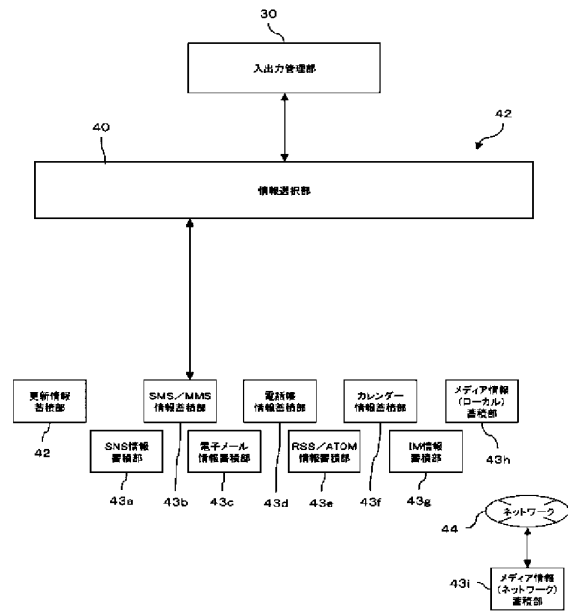 30
入出力管理部
40
42
情報選択部
更新情報
蓄積部
SMS／MMS
情報蓄積部
電話帳
情報蓄積部
カレンダー
情報蓄積部
メディア情報
（ローカル）
蓄積部
42
SNS情報
蓄積部
電子メール
情報蓄積部
RSS／ATOM
情報蓄積部
IM情報
蓄積部
43h
43a
43b
43c
43d
43e
43f
43g
44
ネットワーク
43i
メディア情報
（ネットワーク）
蓄積部